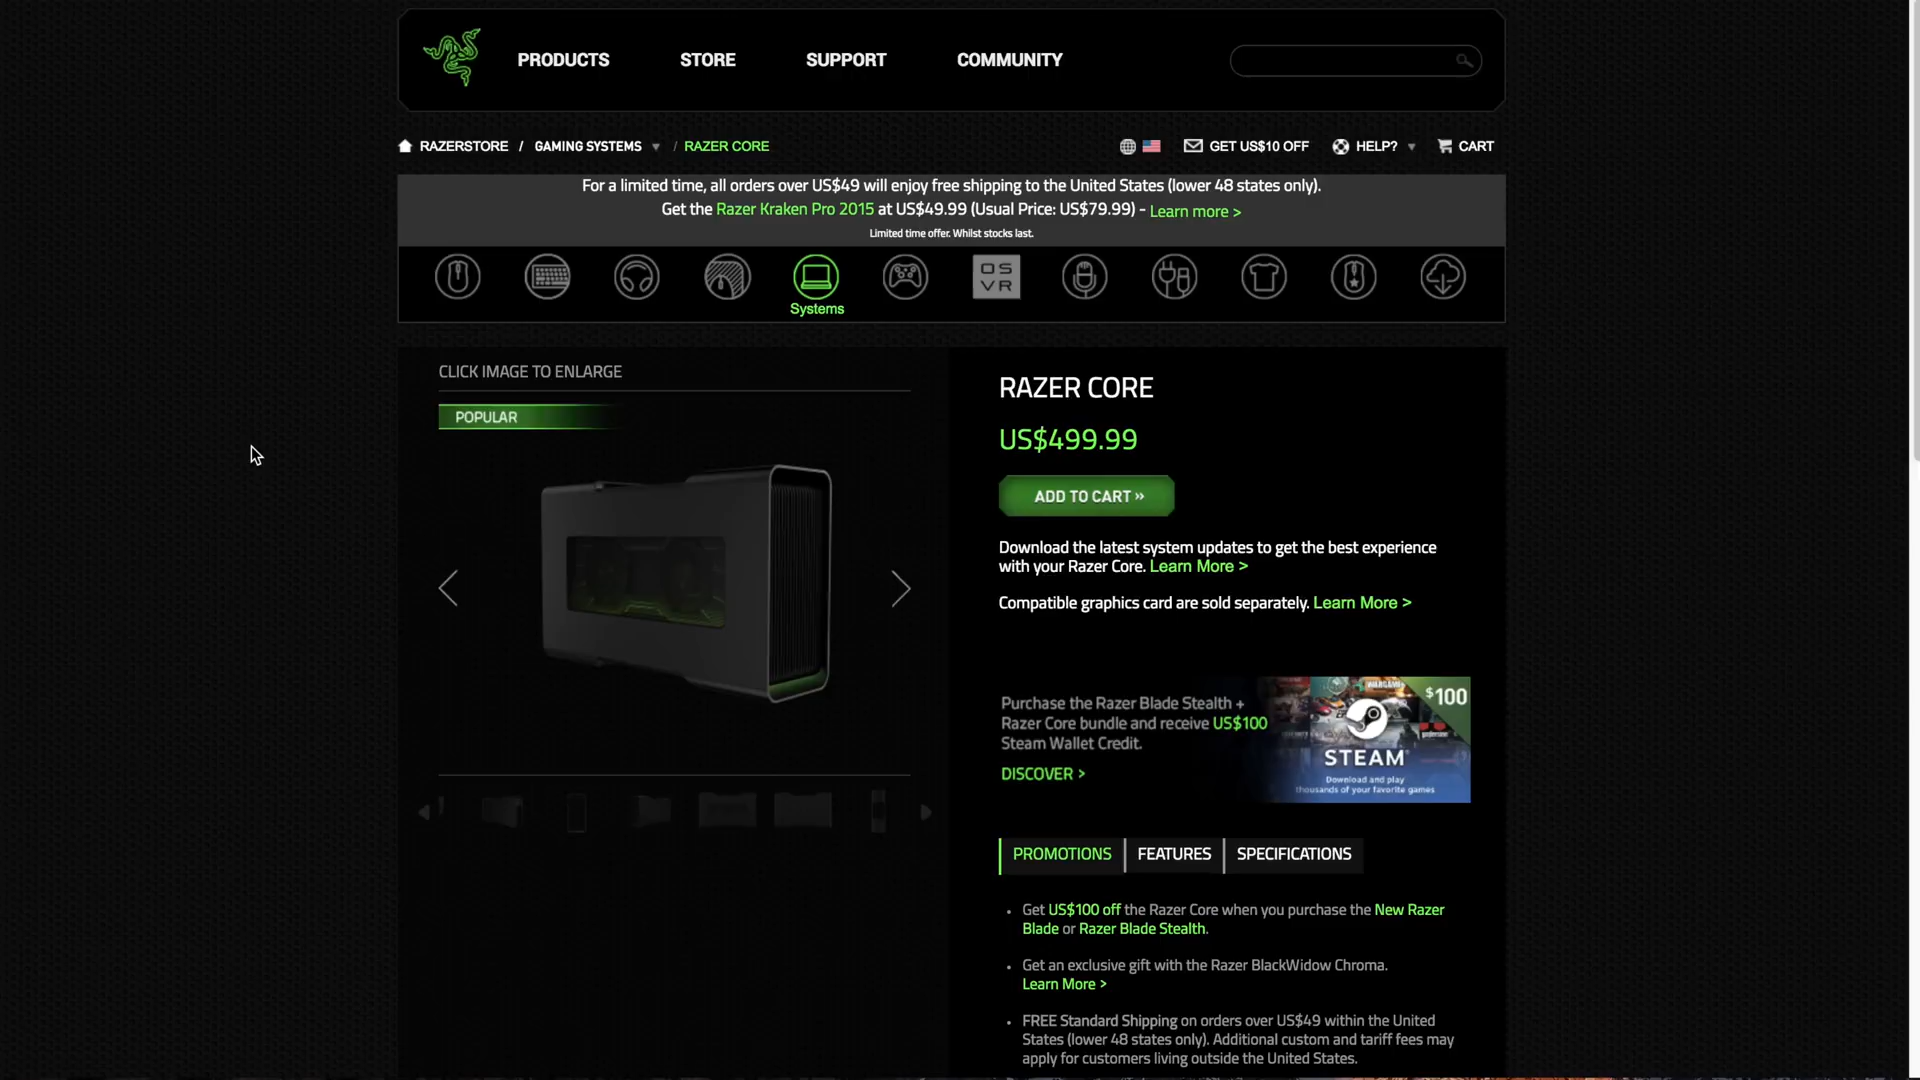 PRODUCTS STORE SUPPORT COMMUNITY
RAZERSTORE / GAMING SYSTEMS / RAZER CORE
GET US$10 OFF HELP? CART
For a limited time, all orders over US$49 will enjoy free shipping to the United States (lower 48 states only).
Get the Razer Kraken Pro 2015 at US$49.99 (Usual Price: US$79.99) - Learn more >
Limited time offer. Whilst stocks last.
OS
VR
Systems
CLICK IMAGE TO ENLARGE
POPULAR
RAZER CORE
US$499.99
ADD TO CART »
Download the latest system updates to get the best experience
with your Razer Core. Learn More >
Compatible graphics card are sold separately. Learn More >
Purchase the Razer Blade Stealth +
Razer Core bundle and receive US$100
Steam Wallet Credit.
DISCOVER >
$100
STEAM
Download and play
thousands of your favorite games
PROMOTIONS FEATURES SPECIFICATIONS
• Get US$100 off the Razer Core when you purchase the New Razer
Blade or Razer Blade Stealth.
• Get an exclusive gift with the Razer BlackWidow Chroma.
Learn More >
• FREE Standard Shipping on orders over US$49 within the United
States (lower 48 states only). Additional custom and tariff fees may
apply for customers living outside the United States.